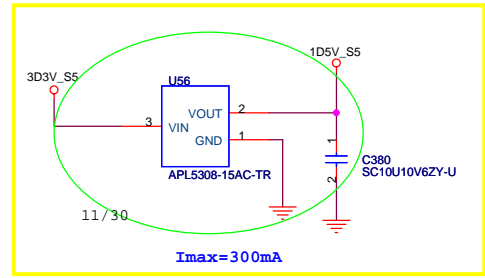 1D5V_S5
3D3V_S5
U56
VOUT 2
3 VIN
GND 1
1
C380
SC10U10V6ZY-U
2
APL5308-15AC-TR
11/30
Imax=300mA